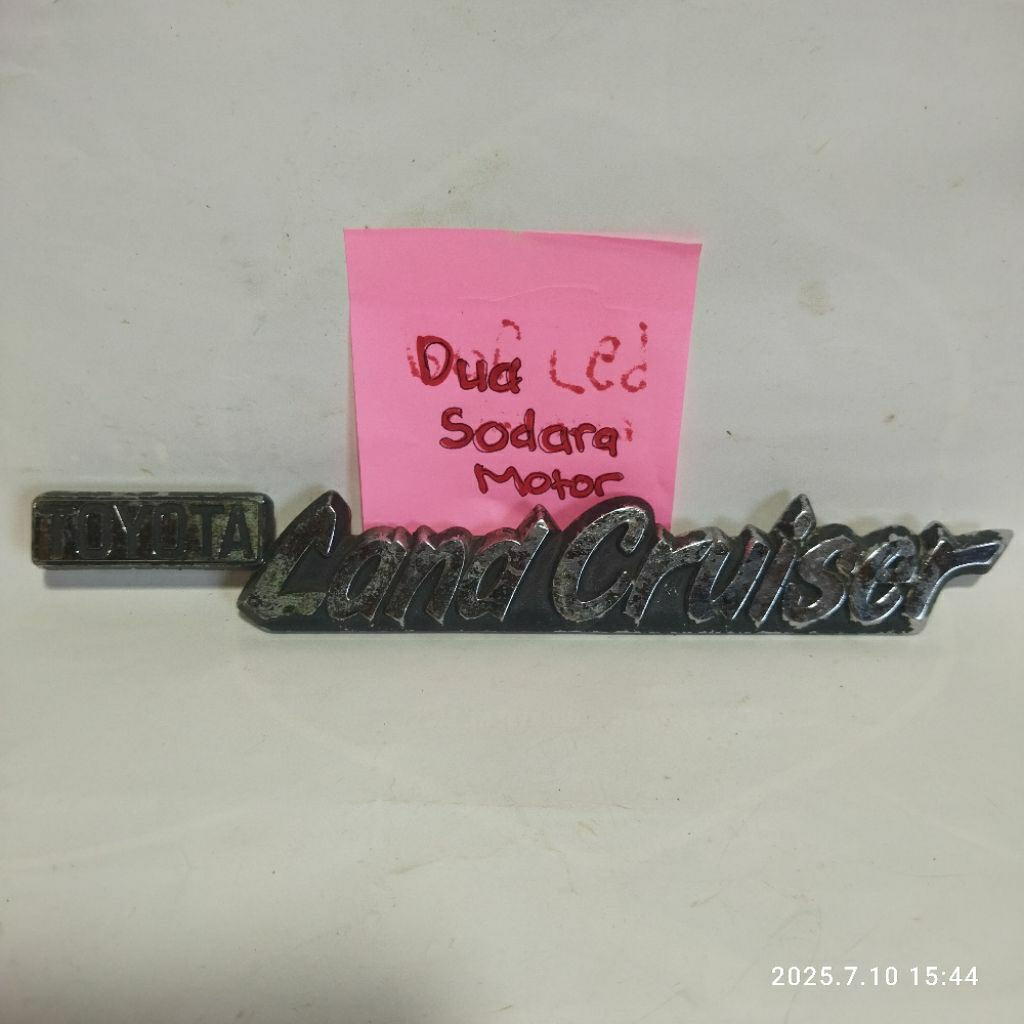 Dua
Sodara
Motor
TOYOTA Land Cruiser
2025.7.10 15:44